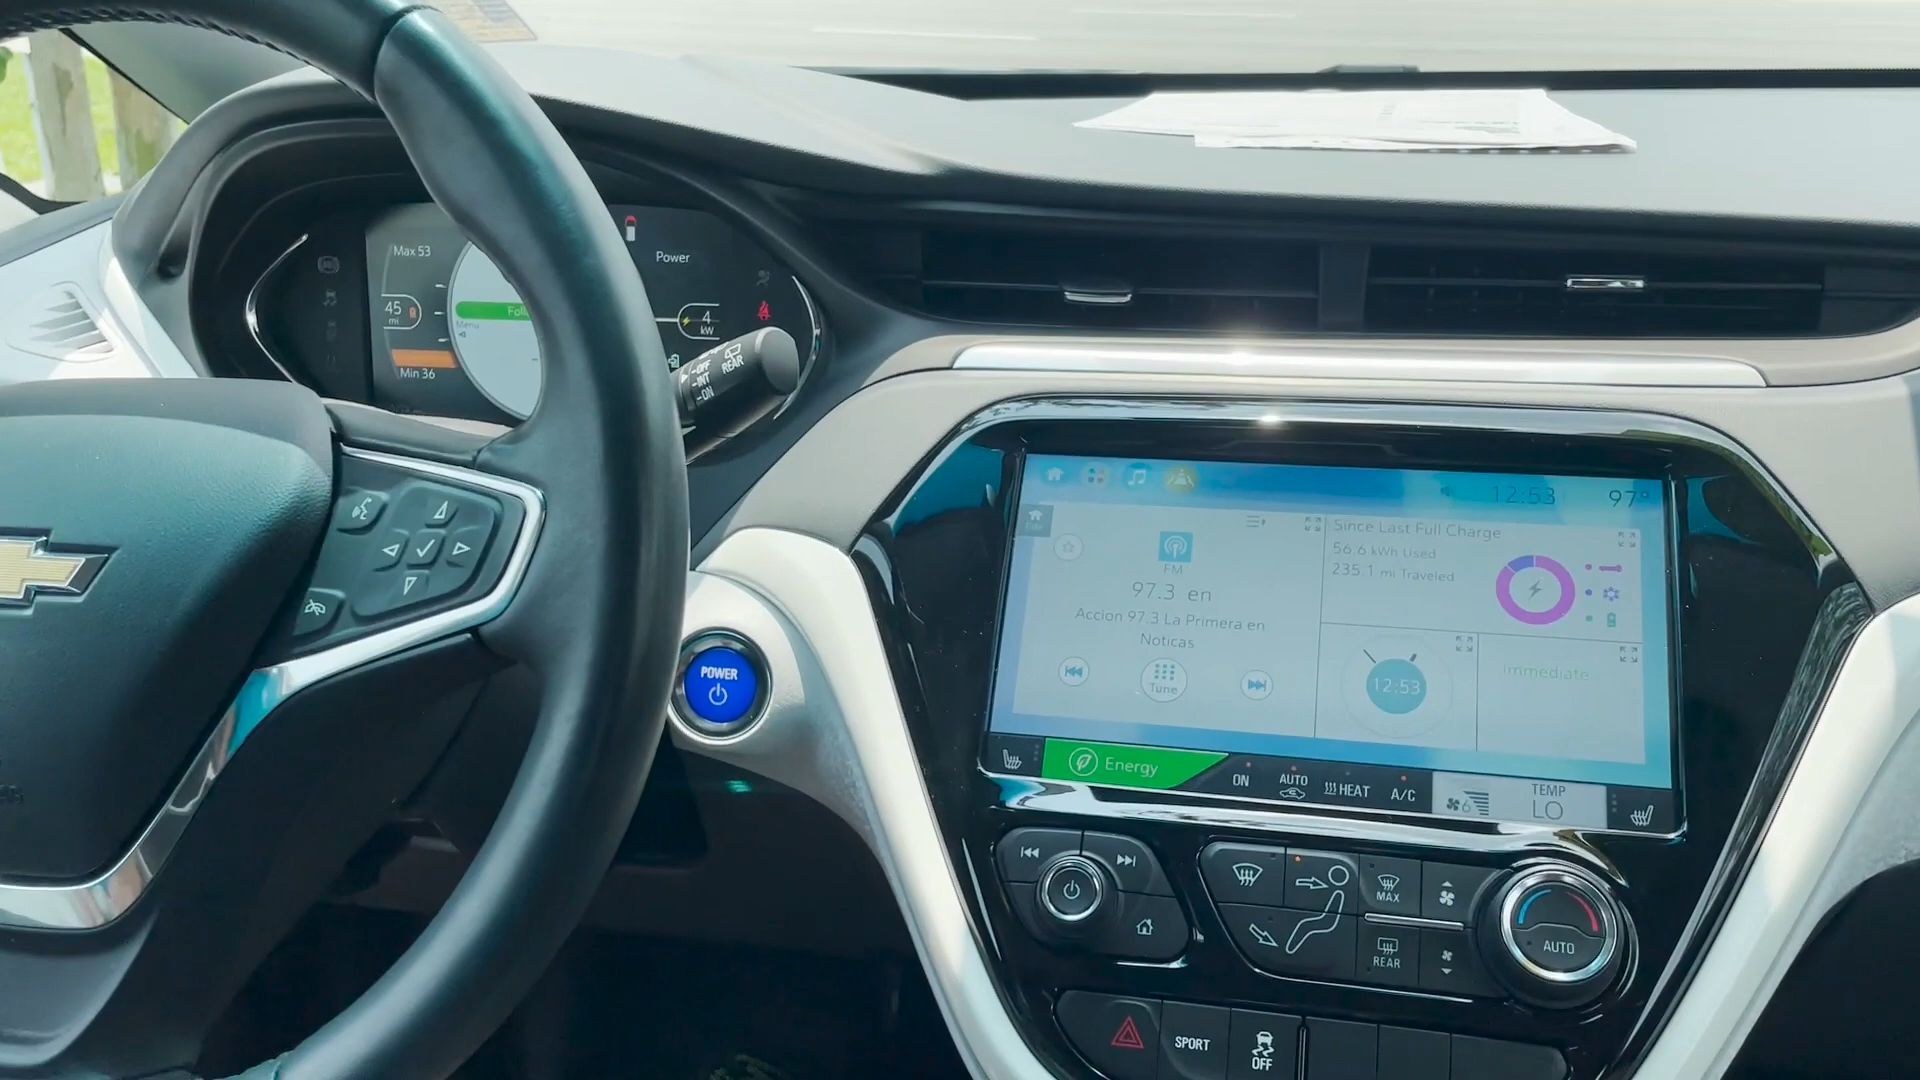 Max 53
45
mi
Min 36
Menu
Power
4
kW
OFF
INT
ON
REAR
POWER
12:53 97°
FM
97.3 en
Accion 97.3 La Primera en
Noticas
Tune
Since Last Full Charge
56.6 kWh Used
235.1 mi Traveled
12:53
Immediate
Energy
ON
AUTO
HEAT
A/C
6
TEMP
LO
MAX
REAR
AUTO
SPORT
OFF